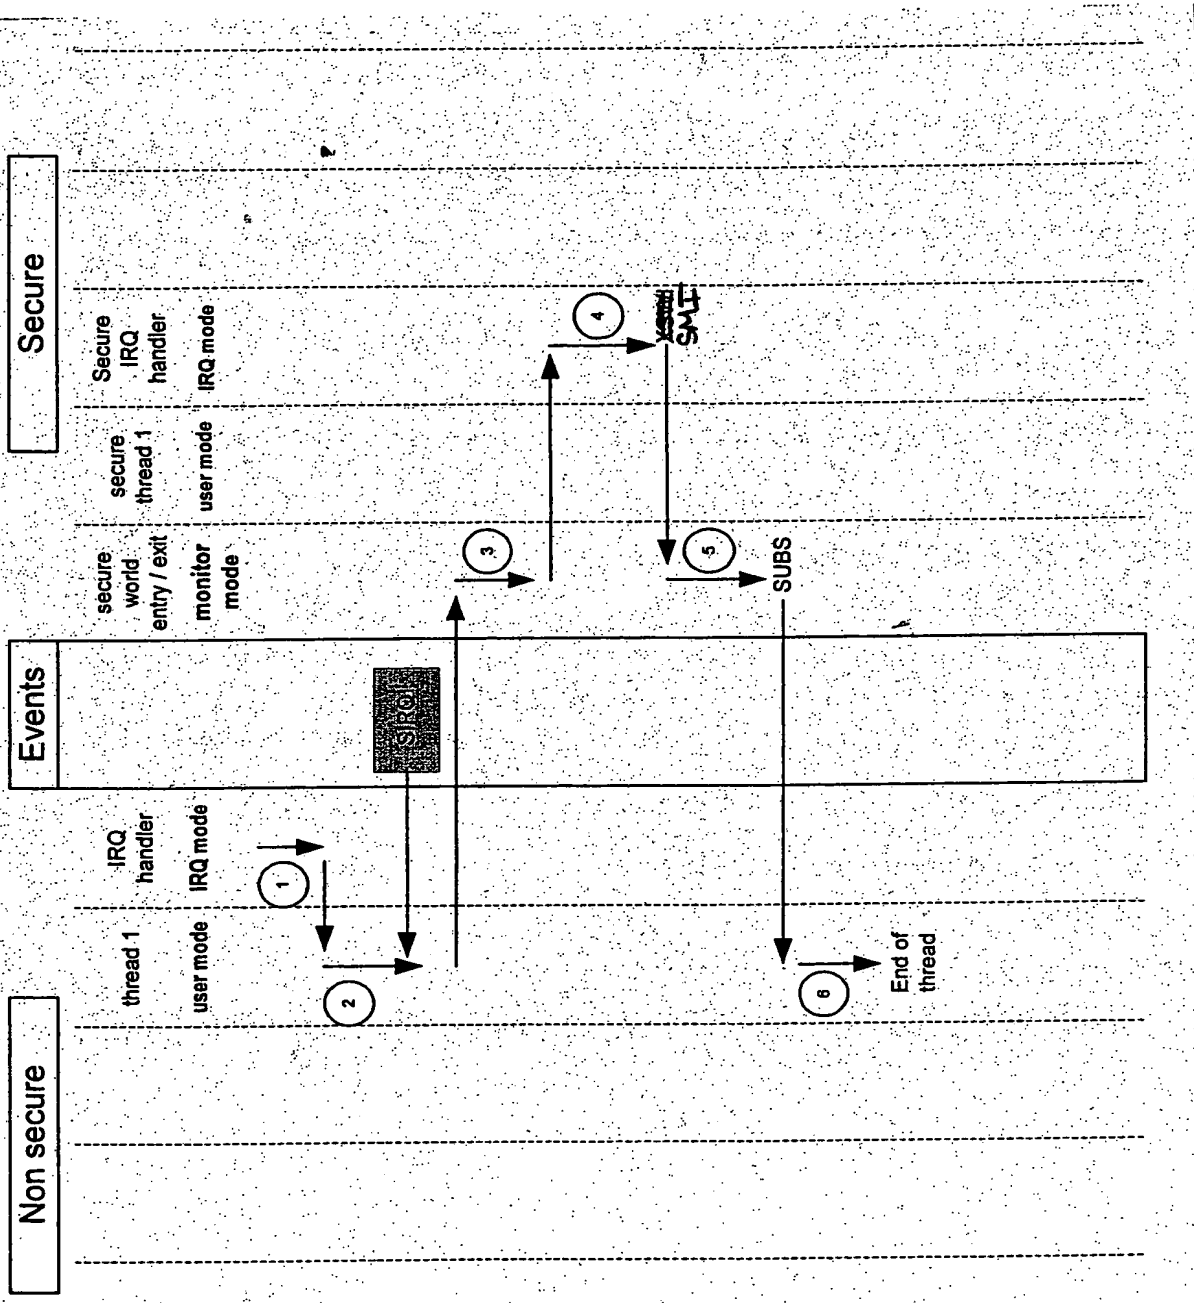 Non secure
Events
Secure
thread 1
user mode
IRQ
handler
IRQ mode
secure
world
entry / exit
monitor
mode
secure
thread 1
user mode
Secure
IRQ
handler
IRQ mode
1
2
SIRQ
3
4
SMI
5
SUBS
6
End of
thread